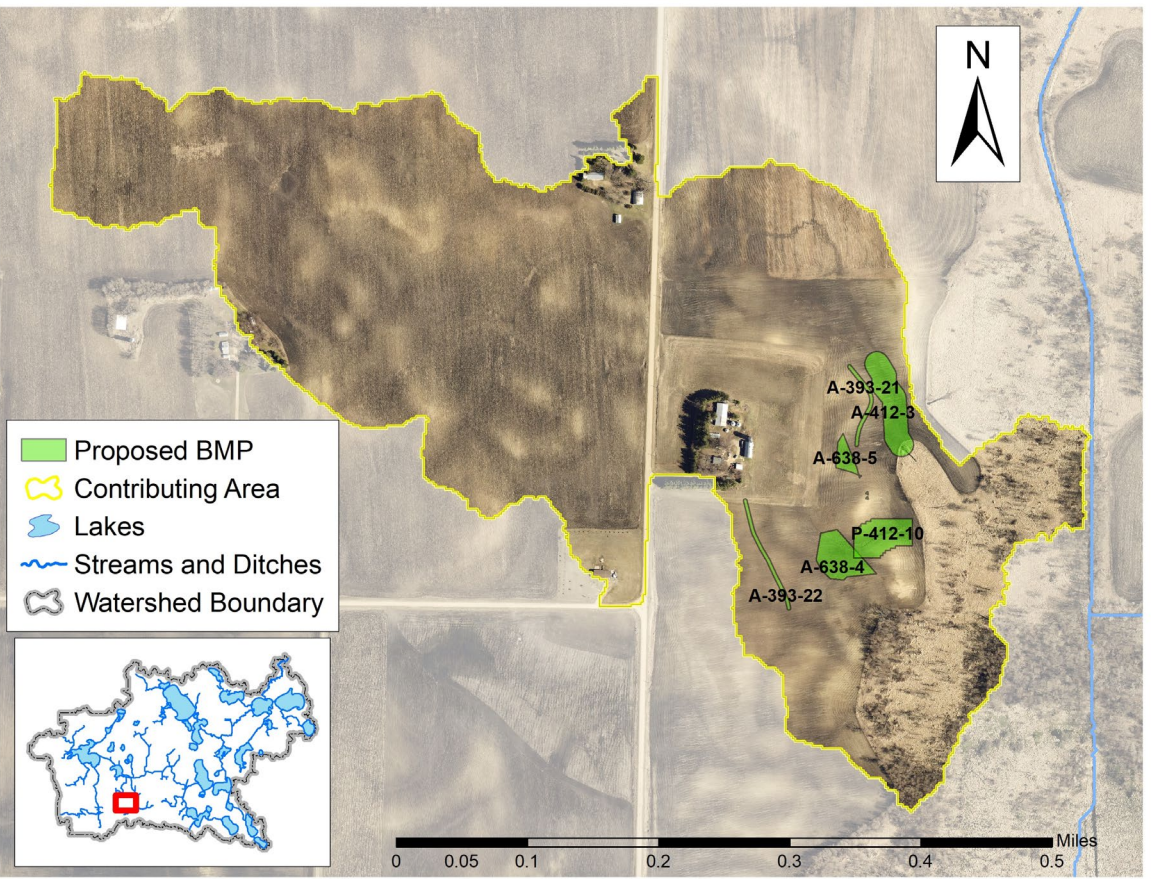 N
A-393-21
A-412-3
A-638-5
P-412-10
A-638-4
A-393-22
Proposed BMP
Contributing Area
Lakes
Streams and Ditches
Watershed Boundary
Miles
0 0.05 0.1 0.2 0.3 0.4 0.5